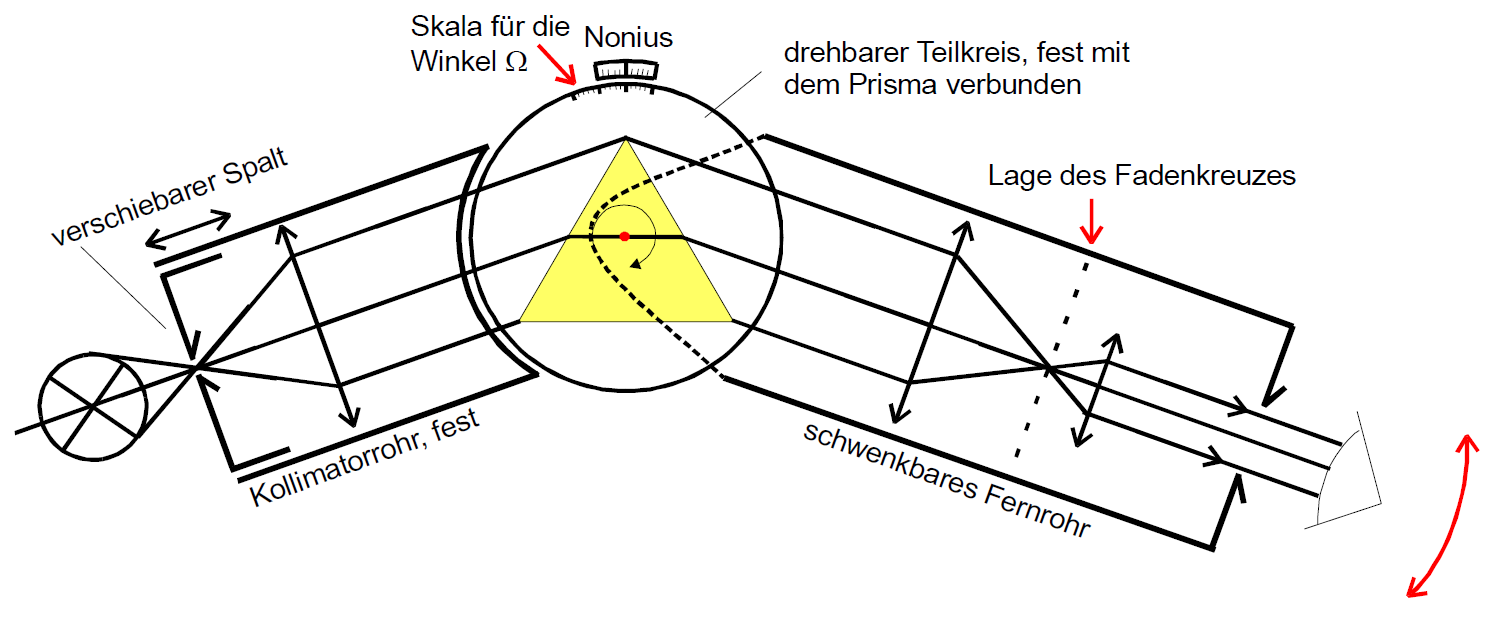 Skala für die
Winkel Ω
Nonius
drehbarer Teilkreis, fest mit
dem Prisma verbunden
verschiebarer Spalt
Lage des Fadenkreuzes
Kollimatorrohr, fest
schwenkbares Fernrohr